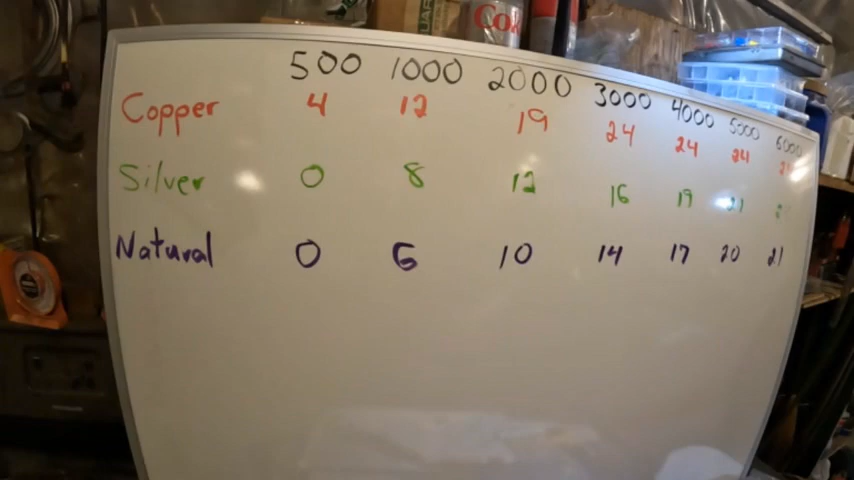 500 1000 2000 3000 4000 5000 6000
Copper 4 12 19 24 24 24
Silver 0 8 12 16 19 21
Natural 0 6 10 14 17 20 21